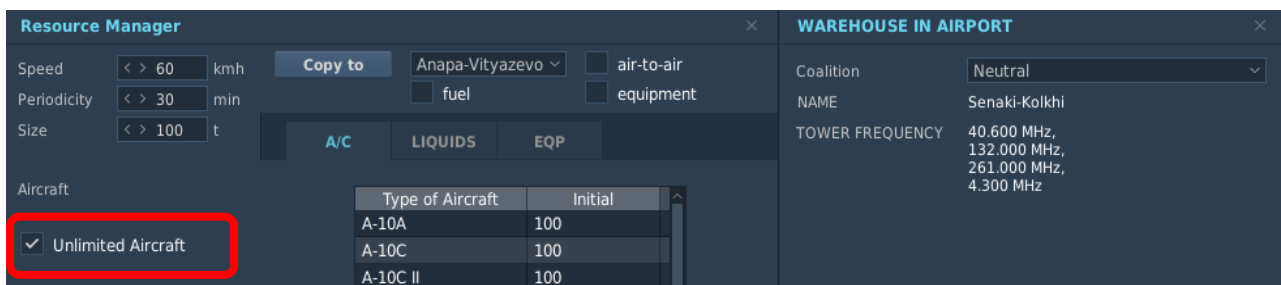 Resource Manager
Speed < > 60 kmh
Periodicity < > 30 min
Size < > 100 t
Copy to Anapa-Vityazevo air-to-air
fuel equipment
A/C LIQUIDS EQP
Aircraft
Unlimited Aircraft
Type of Aircraft Initial
A-10A 100
A-10C 100
A-10C II 100
WAREHOUSE IN AIRPORT
Coalition Neutral
NAME Senaki-Kolkhi
TOWER FREQUENCY 40.600 MHz,
132.000 MHz,
261.000 MHz,
4.300 MHz